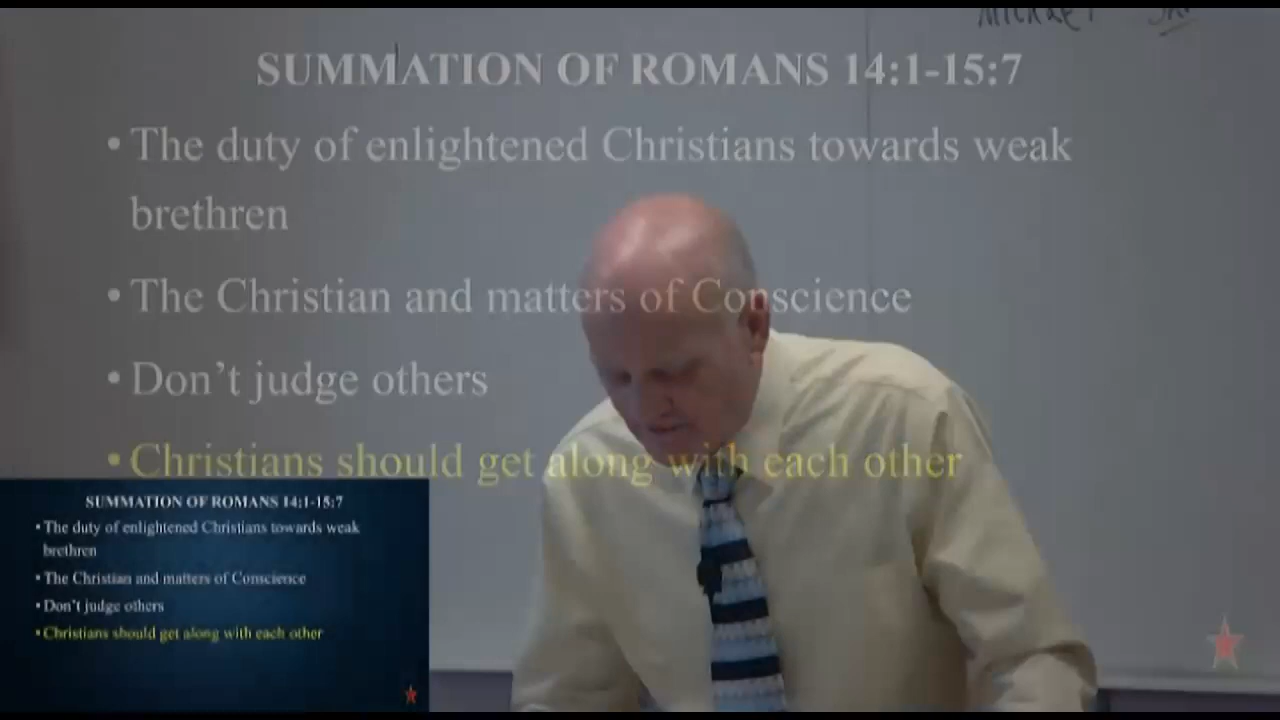 Michael
SUMMATION OF ROMANS 14:1-15:7
• The duty of enlightened Christians towards weak
brethren
• The Christian and matters of Conscience
• Don't judge others
• Christians should get along with each other
SUMMATION OF ROMANS 14:1-15:7
• The duty of enlightened Christians towards weak
brethren
• The Christian and matters of Conscience
• Don't judge others
• Christians should get along with each other